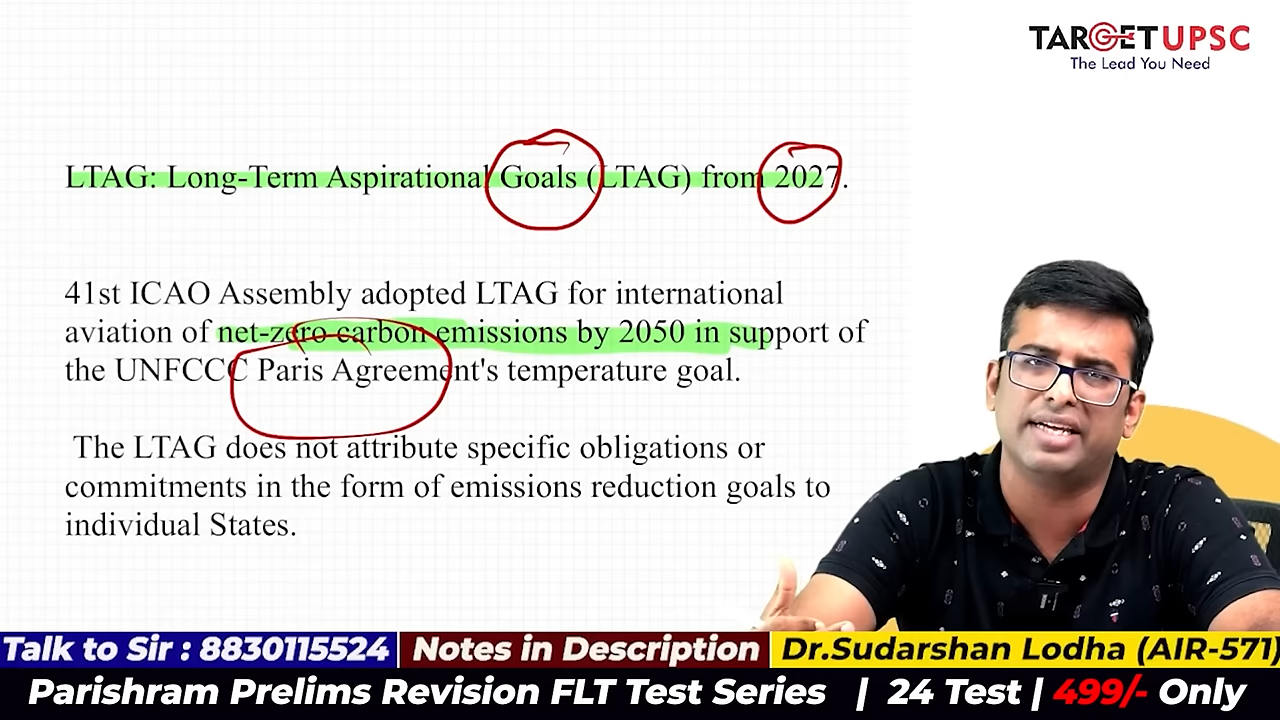 TARGETUPSC
The Lead You Need
LTAG: Long-Term Aspirational Goals (LTAG) from 2027.
41st ICAO Assembly adopted LTAG for international
aviation of net-zero carbon emissions by 2050 in support of
the UNFCCC Paris Agreement's temperature goal.
The LTAG does not attribute specific obligations or
commitments in the form of emissions reduction goals to
individual States.
Talk to Sir : 8830115524 Notes in Description Dr.Sudarshan Lodha (AIR-571)
Parishram Prelims Revision FLT Test Series | 24 Test | 499/- Only